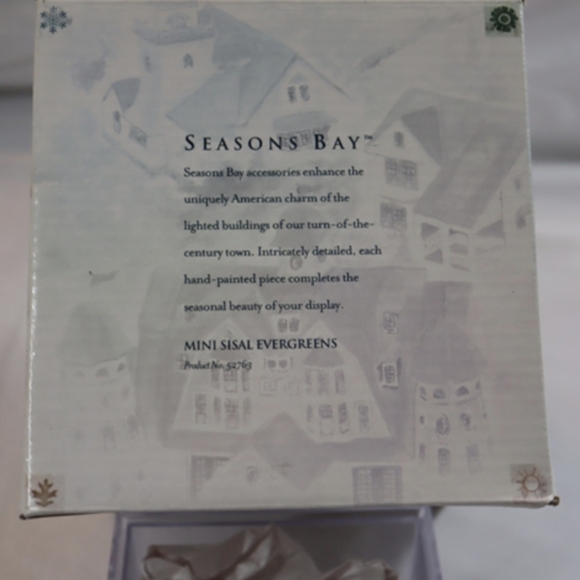 SEASONS BAY™
Seasons Bay accessories enhance the
uniquely American charm of the
lighted buildings of our turn-of-the-
century town. Intricately detailed, each
hand-painted piece completes the
seasonal beauty of your display.
MINI SISAL EVERGREENS
Product No. 52763